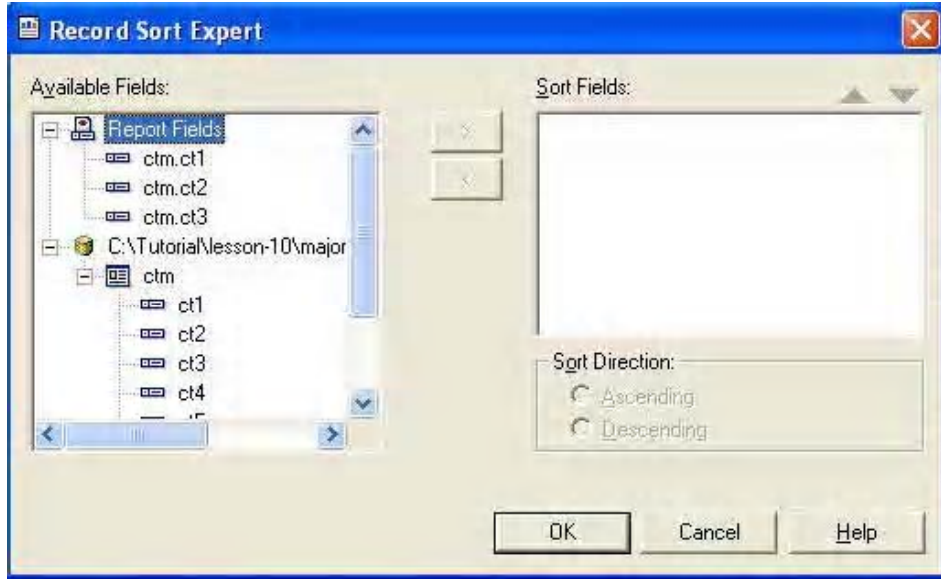 Record Sort Expert
Available Fields:
Report Fields
ctm.ct1
ctm.ct2
ctm.ct3
C:\Tutorial\lesson-10\major
ctm
ct1
ct2
ct3
ct4
>
<
Sort Fields:
Sort Direction:
Ascending
Descending
OK
Cancel
Help